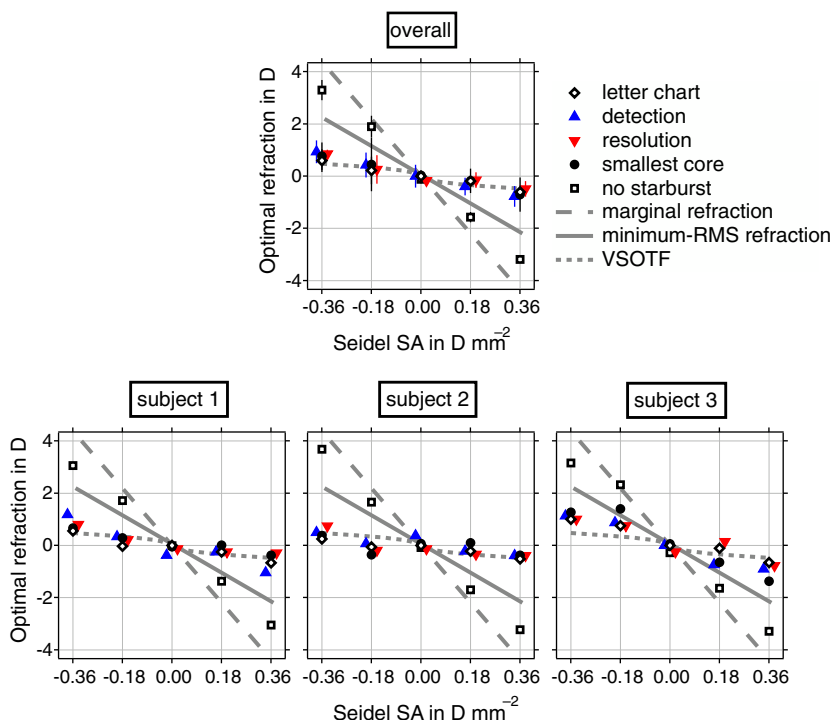 overall
Optimal refraction in D
4
2
0
-2
-4
-0.36 -0.18 0.00 0.18 0.36
Seidel SA in D mm⁻²
letter chart
detection
resolution
smallest core
no starburst
marginal refraction
minimum-RMS refraction
VSOTF
subject 1
subject 2
subject 3
Optimal refraction in D
4
2
0
-2
-4
-0.36 -0.18 0.00 0.18 0.36
-0.36 -0.18 0.00 0.18 0.36
-0.36 -0.18 0.00 0.18 0.36
Seidel SA in D mm⁻²